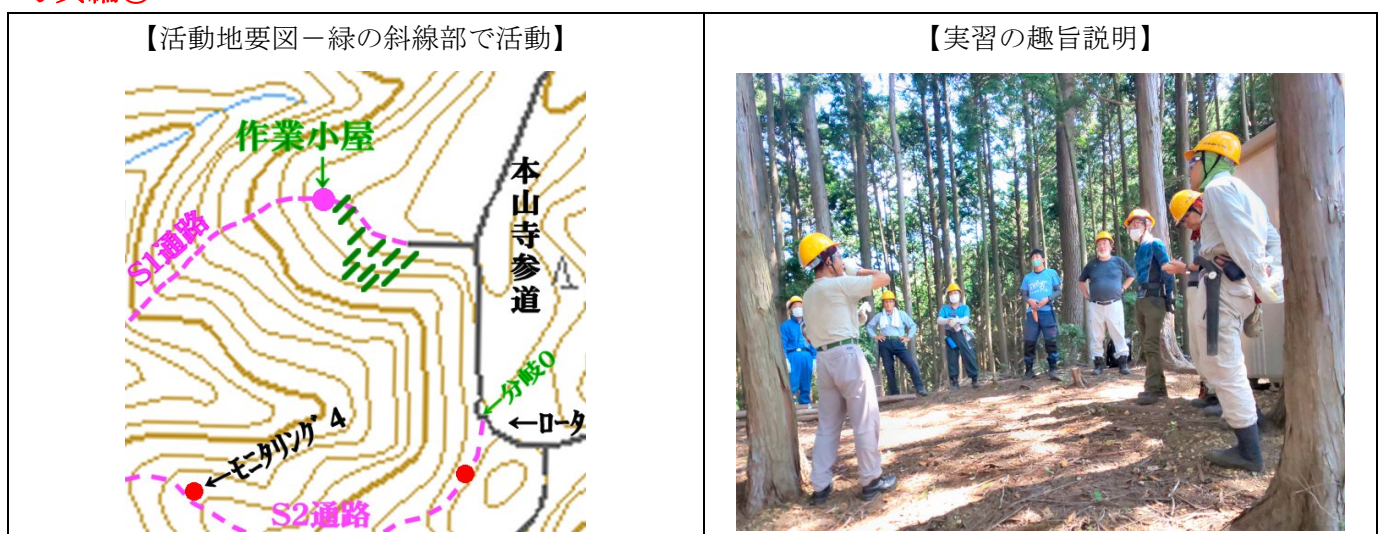 【活動地要図－緑の斜線部で活動】
作業小屋
本山寺参道
S1通路
←分岐0
←ロータ
←モニタリング4
S2通路
【実習の趣旨説明】